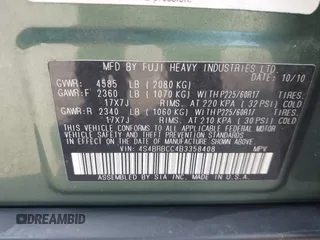 MFD. BY FUJI HEAVY INDUSTRIES LTD. 10/10
GVWR: 4585 LB (2080 KG)
GAWR:F 2360 LB (1070 KG) WITH P225/60R17 TIRES,
17X7J RIMS, AT 220 KPA (32 PSI) COLD
GAWR:R 2340 LB (1060 KG) WITH P225/60R17 TIRES,
17X7J RIMS, AT 210 KPA (30 PSI) COLD
THIS VEHICLE CONFORMS TO ALL APPLICABLE
FEDERAL MOTOR VEHICLE SAFETY, BUMPER, AND
THEFT PREVENTION STANDARDS IN EFFECT ON
THE DATE OF MANUFACTURE SHOWN ABOVE.
VIN: 4S4BRBCC4B3358408
ASSEMBLED BY SIA INC. IN U.S.A.
© DATED AMBID
AutoBidMaster